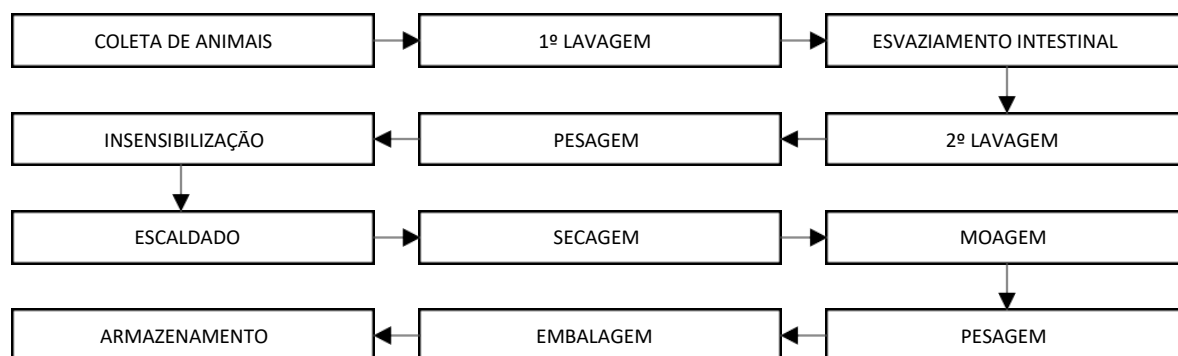 COLETA DE ANIMAIS
1º LAVAGEM
ESVAZIAMENTO INTESTINAL
2º LAVAGEM
PESAGEM
INSENSIBILIZAÇÃO
ESCALDADO
SECAGEM
MOAGEM
PESAGEM
EMBALAGEM
ARMAZENAMENTO